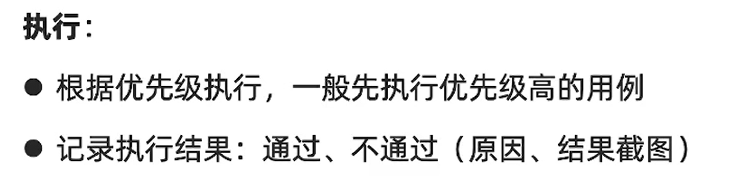 执行：
● 根据优先级执行，一般先执行优先级高的用例
● 记录执行结果：通过、不通过（原因、结果截图）